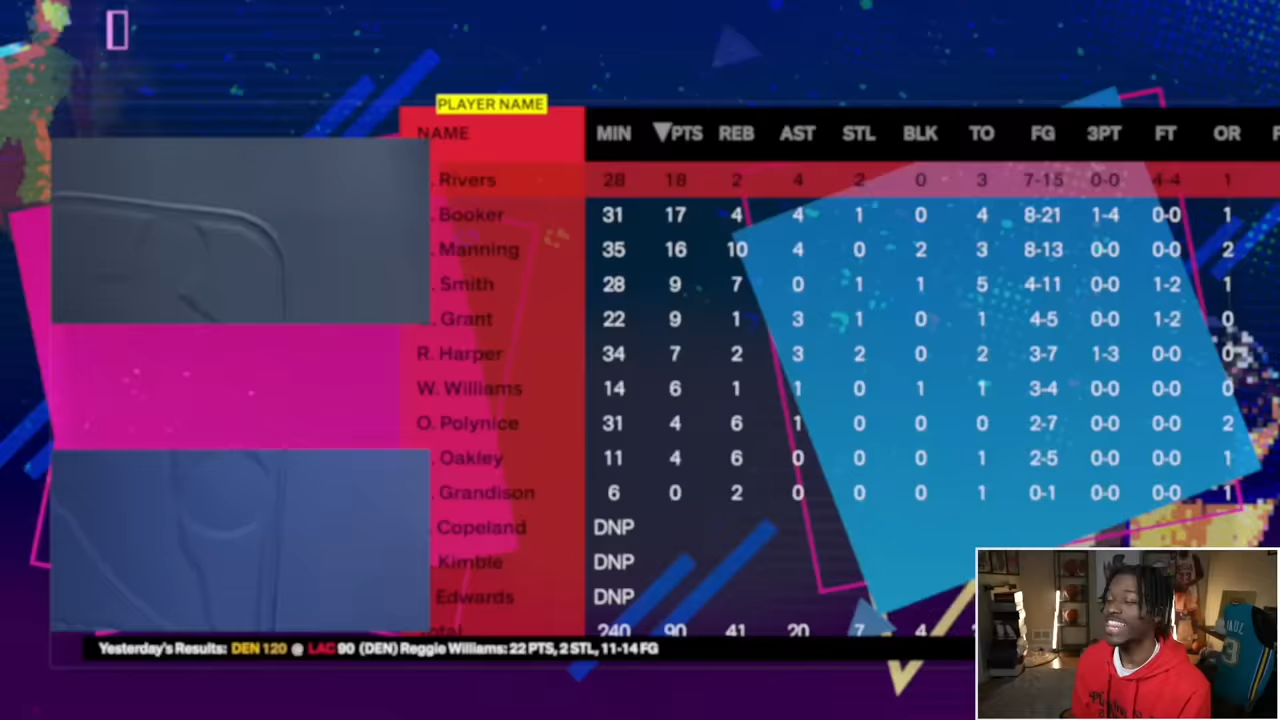 PLAYER NAME
NAME MIN PTS REB AST STL BLK TO FG 3PT FT OR
. Rivers 28 18 2 4 2 0 3 7-15 0-0 4-4 1
. Booker 31 17 4 4 1 0 4 8-21 1-4 0-0 1
. Manning 35 16 10 4 0 2 3 8-13 0-0 0-0 2
. Smith 28 9 7 0 1 1 5 4-11 0-0 1-2 1
. Grant 22 9 1 3 1 0 1 4-5 0-0 1-2 0
R. Harper 34 7 2 3 2 0 2 3-7 1-3 0-0 0
W. Williams 14 6 1 1 0 1 1 3-4 0-0 0-0 0
O. Polynice 31 4 6 1 0 0 0 2-7 0-0 0-0 2
. Oakley 11 4 6 0 0 0 1 2-5 0-0 0-0 1
. Grandison 6 0 2 0 0 0 1 0-1 0-0 0-0 1
. Copeland DNP
Kimble DNP
Edwards DNP
Total 240 90 41 20 7 4
Yesterday's Results: DEN 120 @ LAC 90 (DEN) Reggie Williams: 22 PTS, 2 STL, 11-14 FG
3